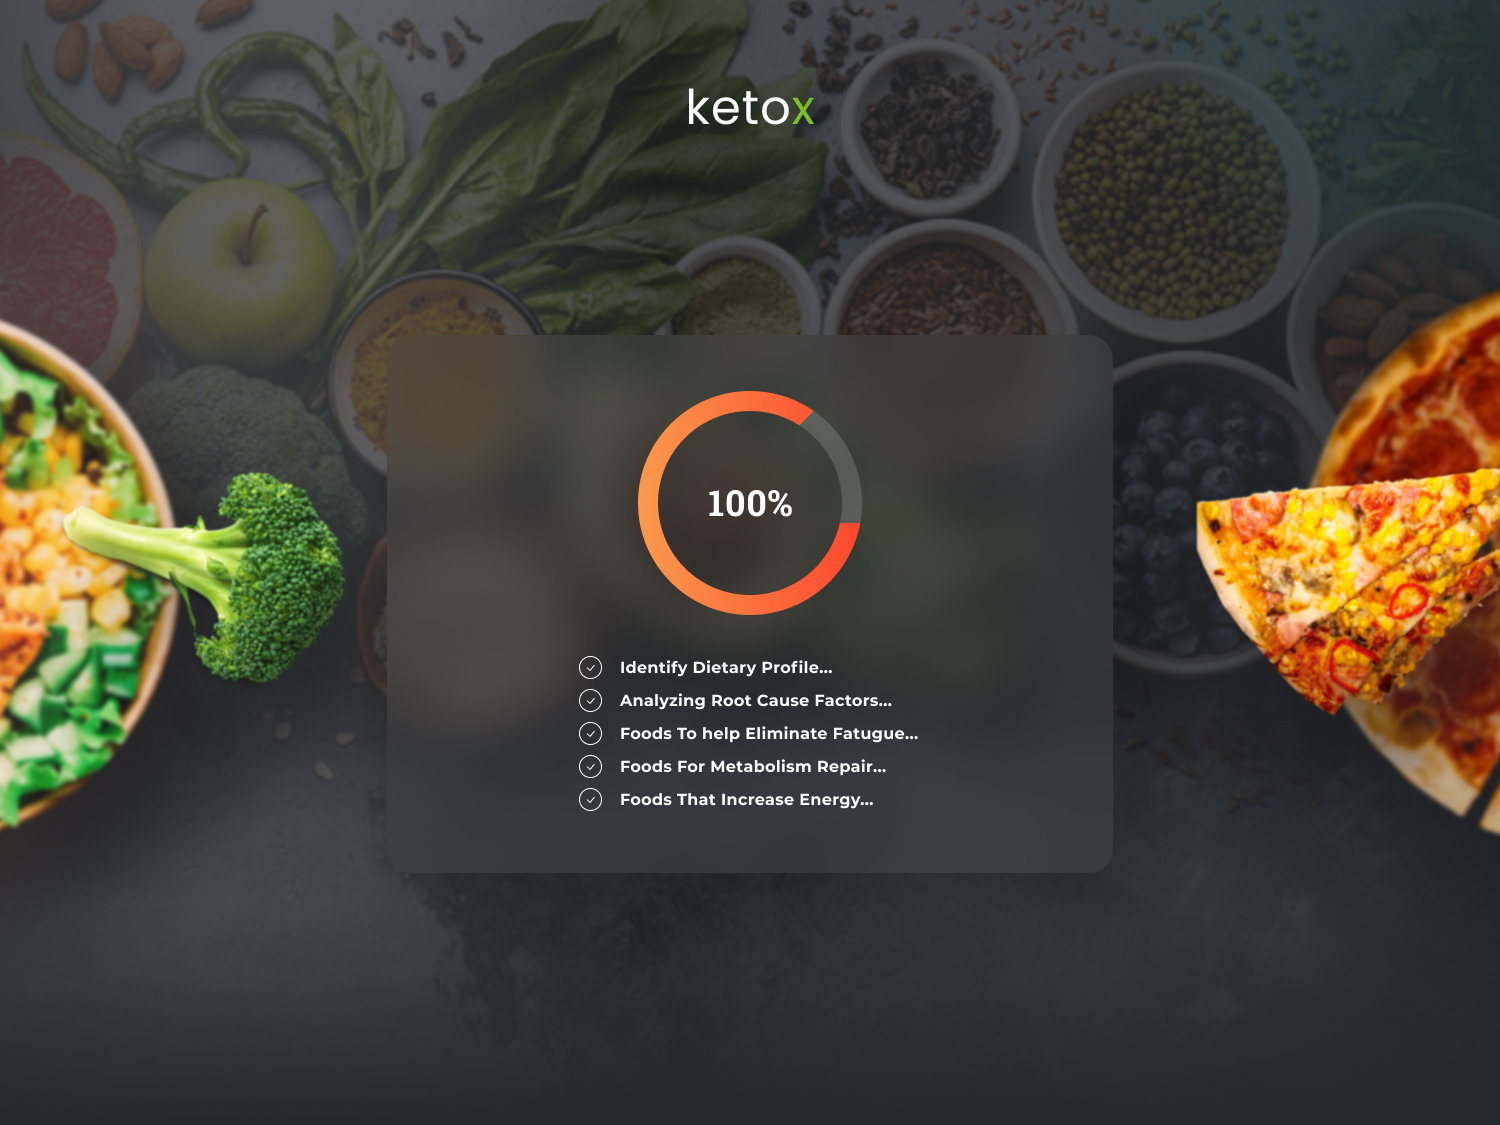 ketox
100%
Identify Dietary Profile...
Analyzing Root Cause Factors...
Foods To help Eliminate Fatugue...
Foods For Metabolism Repair...
Foods That Increase Energy...